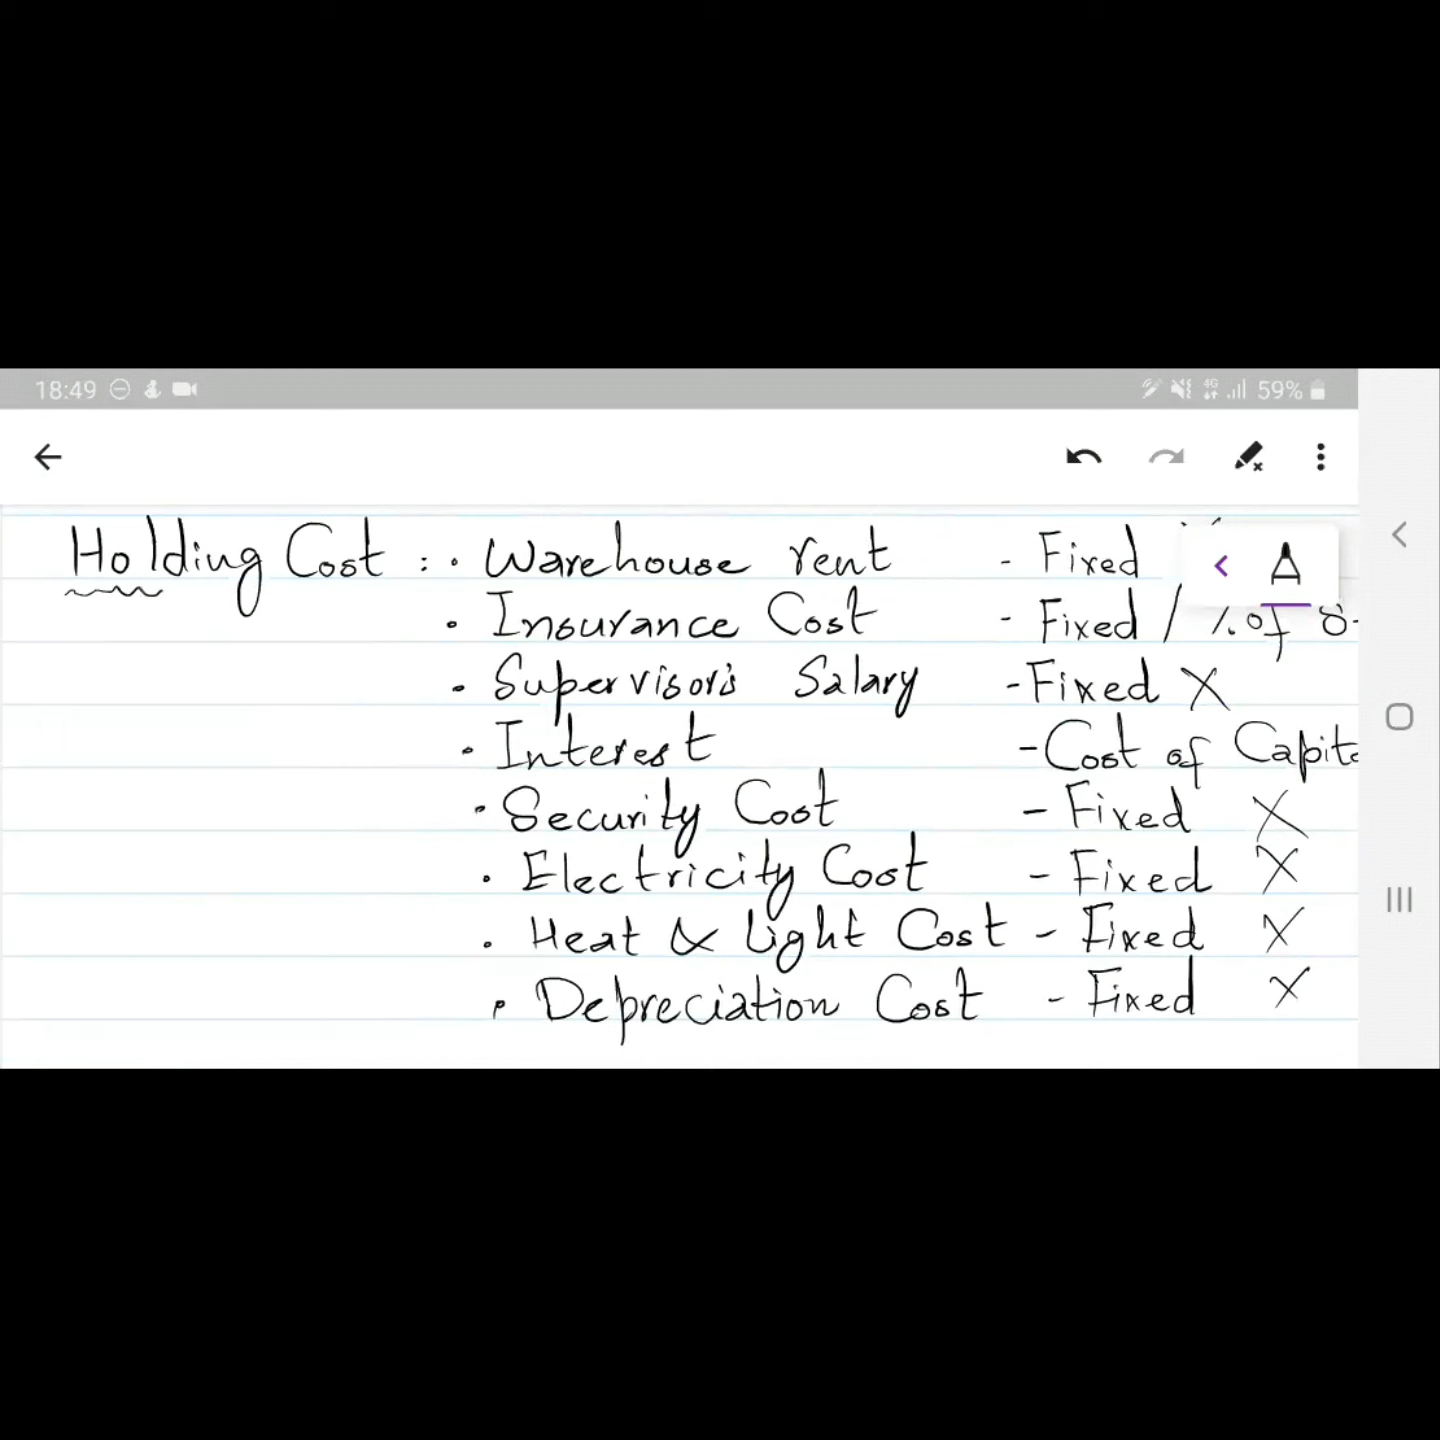 18:49 4G 59%
Holding Cost : · Warehouse rent - Fixed
· Insurance Cost - Fixed / % of
· Supervisor's Salary - Fixed X
· Interest - Cost of
· Security Cost - Fixed X
· Electricity Cost - Fixed X
· Heat & Light Cost - Fixed X
· Depreciation Cost - Fixed X